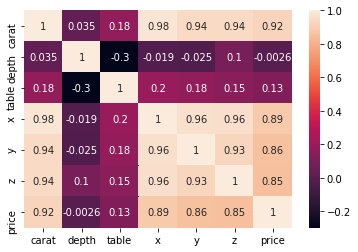 carat 1 0.035 0.18 0.98 0.94 0.94 0.92
depth 0.035 1 -0.3 -0.019 -0.025 0.1 -0.0026
table 0.18 -0.3 1 0.2 0.18 0.15 0.13
x 0.98 -0.019 0.2 1 0.96 0.96 0.89
y 0.94 -0.025 0.18 0.96 1 0.93 0.86
z 0.94 0.1 0.15 0.96 0.93 1 0.85
price 0.92 -0.0026 0.13 0.89 0.86 0.85 1
carat depth table x y z price
1.0
0.8
0.6
0.4
0.2
0.0
−0.2